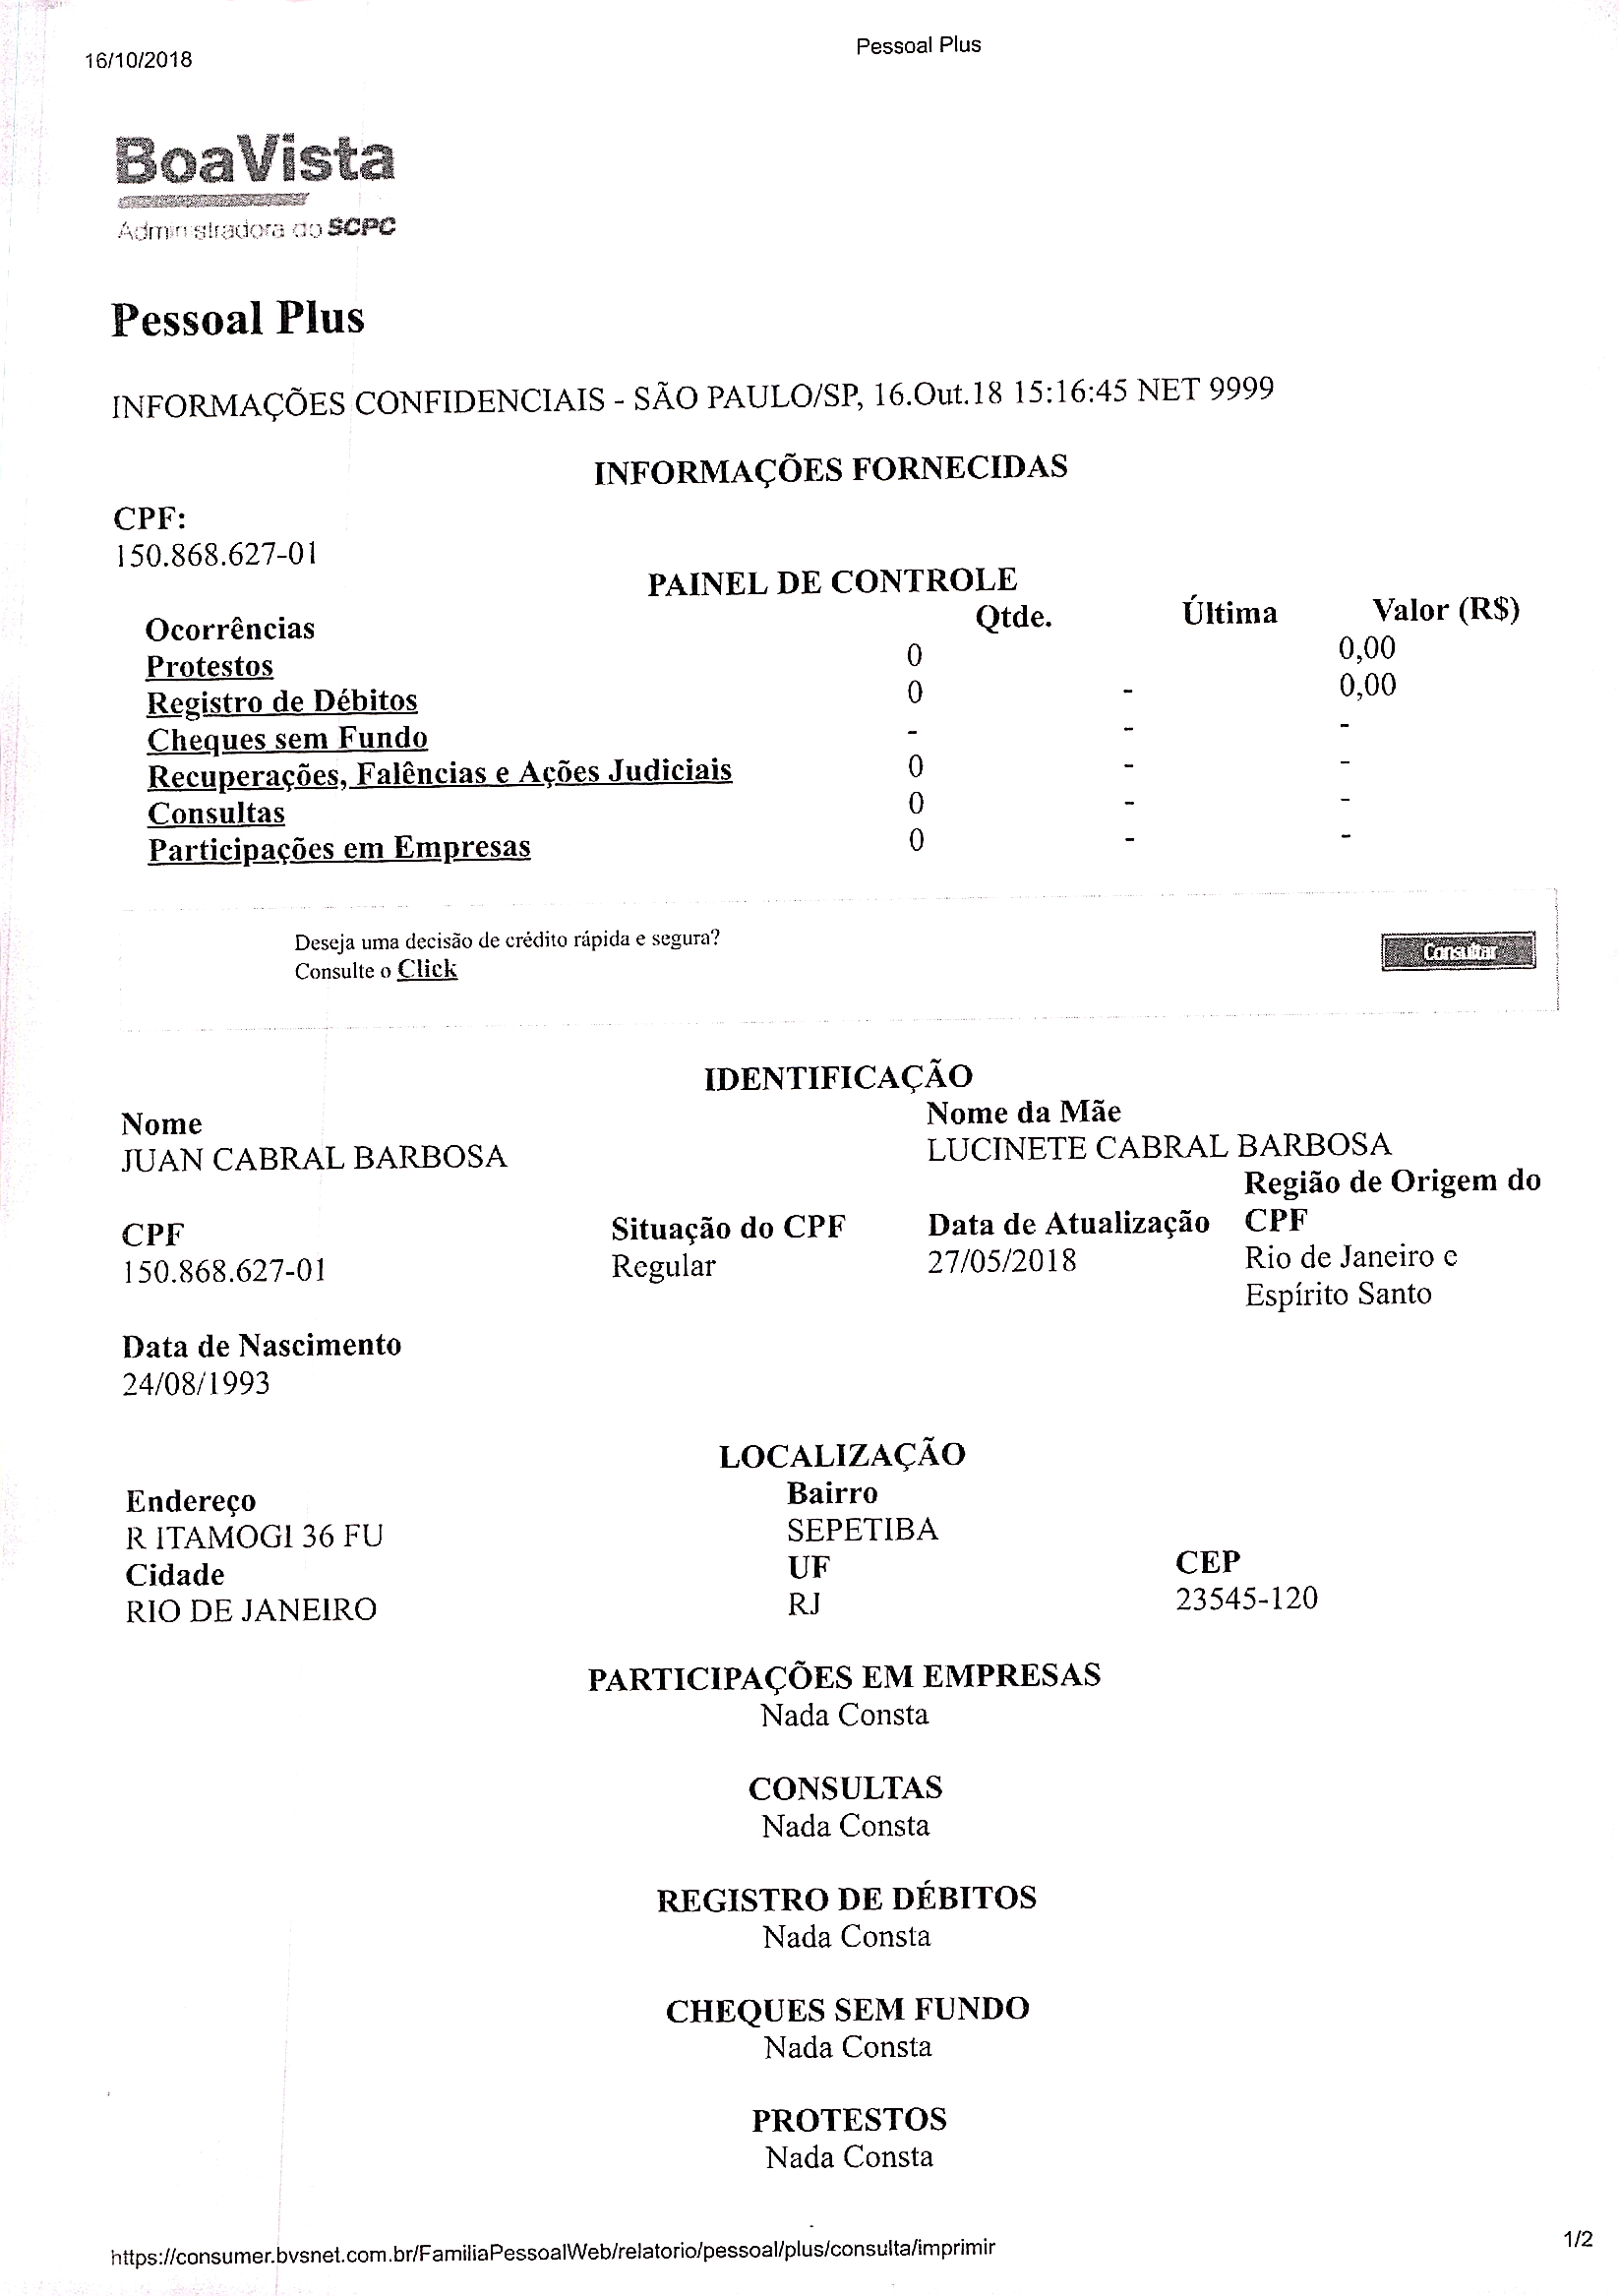 16/10/2018
Pessoal Plus
BoaVista
Administradora do SCPC
Pessoal Plus
INFORMAÇÕES CONFIDENCIAIS - SÃO PAULO/SP, 16.Out.18 15:16:45 NET 9999
INFORMAÇÕES FORNECIDAS
CPF:
150.868.627-01
PAINEL DE CONTROLE
Ocorrências Qtde. Última Valor (R$)
Protestos 0 0,00
Registro de Débitos 0 - 0,00
Cheques sem Fundo - - -
Recuperações, Falências e Ações Judiciais 0 - -
Consultas 0 - -
Participações em Empresas 0 - -
Deseja uma decisão de crédito rápida e segura?
Consulte o Click
Consultar
IDENTIFICAÇÃO
Nome Nome da Mãe
JUAN CABRAL BARBOSA LUCINETE CABRAL BARBOSA
Região de Origem do
CPF Situação do CPF Data de Atualização CPF
150.868.627-01 Regular 27/05/2018 Rio de Janeiro e
Espírito Santo
Data de Nascimento
24/08/1993
LOCALIZAÇÃO
Endereço Bairro
R ITAMOGI 36 FU SEPETIBA
Cidade UF CEP
RIO DE JANEIRO RJ 23545-120
PARTICIPAÇÕES EM EMPRESAS
Nada Consta
CONSULTAS
Nada Consta
REGISTRO DE DÉBITOS
Nada Consta
CHEQUES SEM FUNDO
Nada Consta
PROTESTOS
Nada Consta
https://consumer.bvsnet.com.br/FamiliaPessoalWeb/relatorio/pessoal/plus/consulta/imprimir
1/2